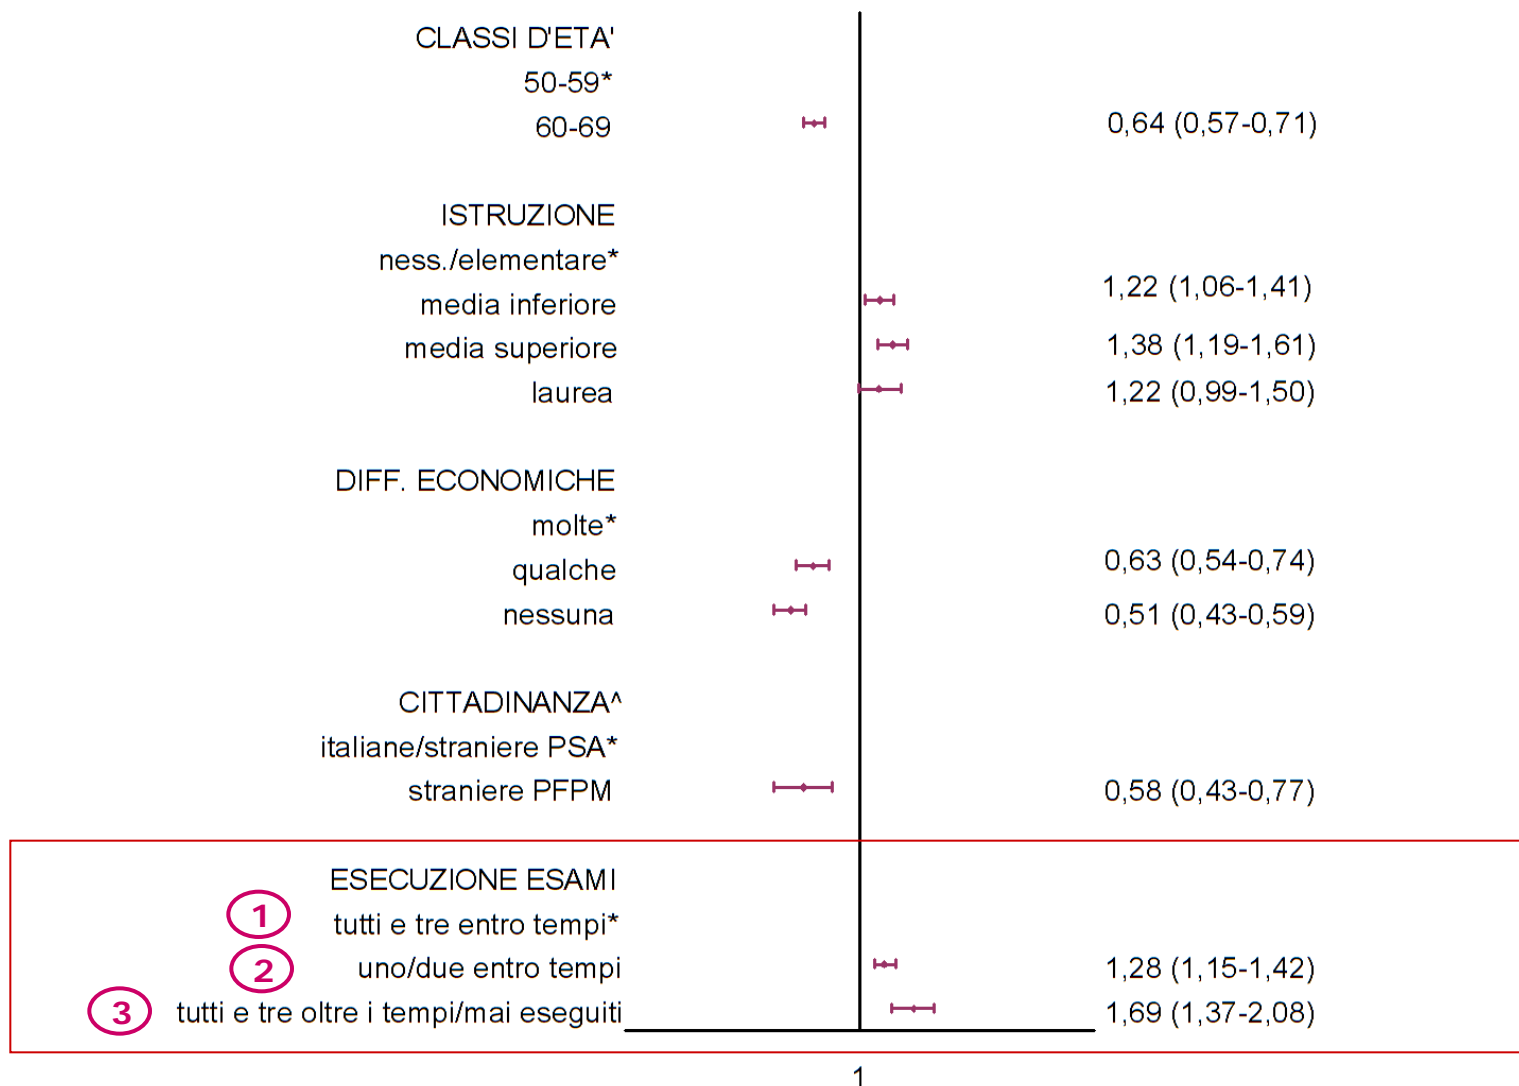 CLASSI D'ETA'
50-59*
60-69 0,64 (0,57-0,71)
ISTRUZIONE
ness./elementare*
media inferiore 1,22 (1,06-1,41)
media superiore 1,38 (1,19-1,61)
laurea 1,22 (0,99-1,50)
DIFF. ECONOMICHE
molte*
qualche 0,63 (0,54-0,74)
nessuna 0,51 (0,43-0,59)
CITTADINANZA^
italiane/straniere PSA*
straniere PFPM 0,58 (0,43-0,77)
ESECUZIONE ESAMI
1 tutti e tre entro tempi*
2 uno/due entro tempi 1,28 (1,15-1,42)
3 tutti e tre oltre i tempi/mai eseguiti 1,69 (1,37-2,08)
1